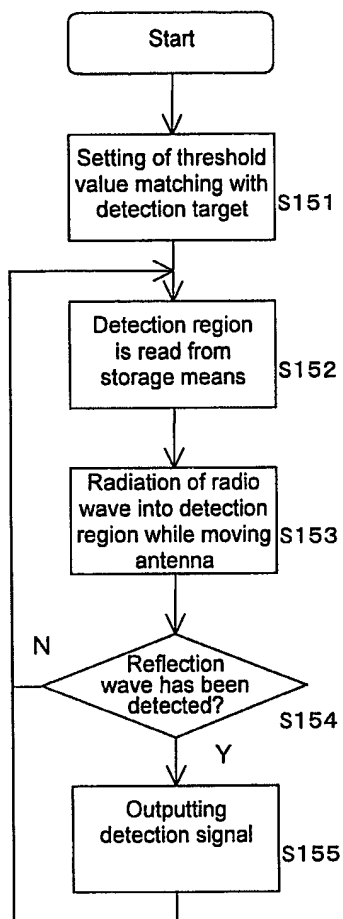 Start
Setting of threshold
value matching with
detection target
S151
Detection region
is read from
storage means
S152
Radiation of radio
wave into detection
region while moving
antenna
S153
N
Reflection
wave has been
detected?
S154
Y
Outputting
detection signal
S155